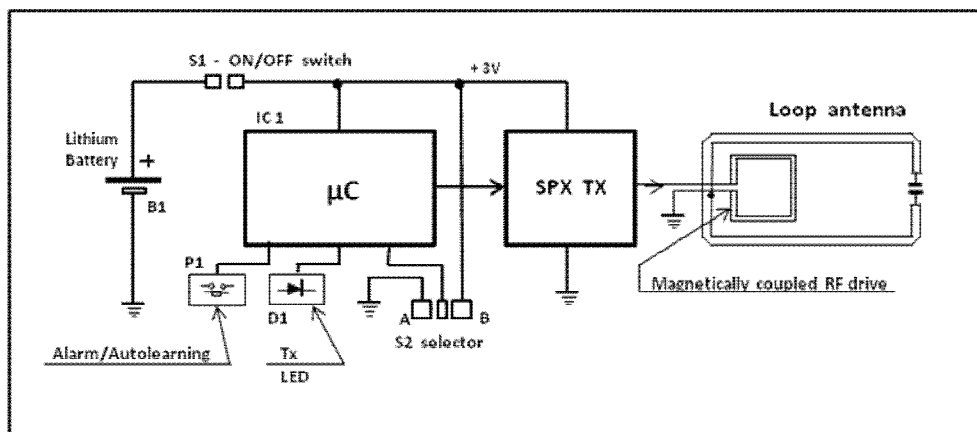 S1 - ON/OFF switch
+ 3V
IC 1
Loop antenna
Lithium
Battery
+
B1
µC
SPX TX
P1
D1
A
B
S2 selector
Magnetically coupled RF drive
Alarm/Autolearning
Tx
LED